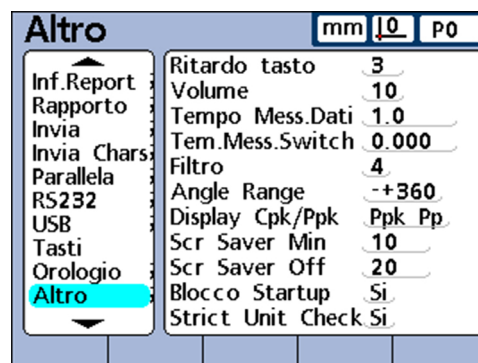 Altro
mm 0 P0
Inf.Report
Rapporto
Invia
Invia Chars
Parallela
RS232
USB
Tasti
Orologio
Altro
Ritardo tasto 3
Volume 10
Tempo Mess.Dati 1.0
Tem.Mess.Switch 0.000
Filtro 4
Angle Range -+360
Display Cpk/Ppk Ppk Pp
Scr Saver Min 10
Scr Saver Off 20
Blocco Startup Si
Strict Unit Check Si